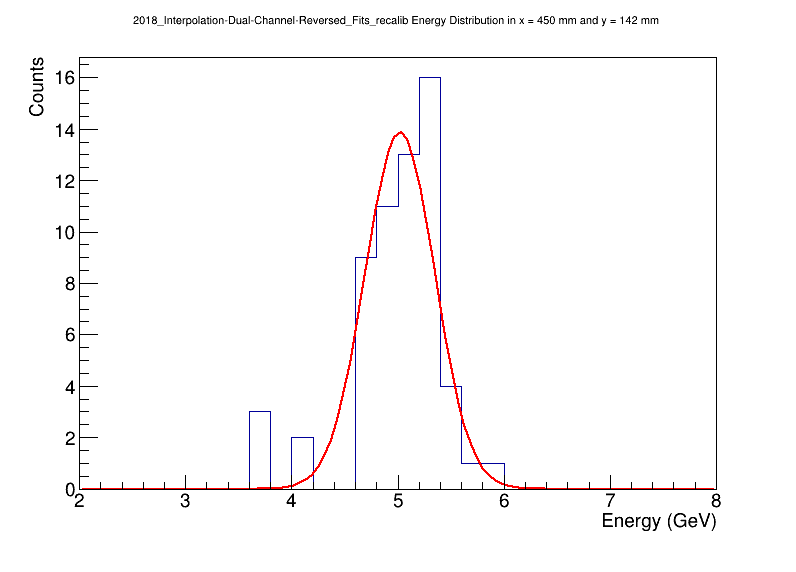 2018_Interpolation-Dual-Channel-Reversed_Fits_recalib Energy Distribution in x = 450 mm and y = 142 mm
Counts
16
14
12
10
8
6
4
2
0
2 3 4 5 6 7 8
Energy (GeV)